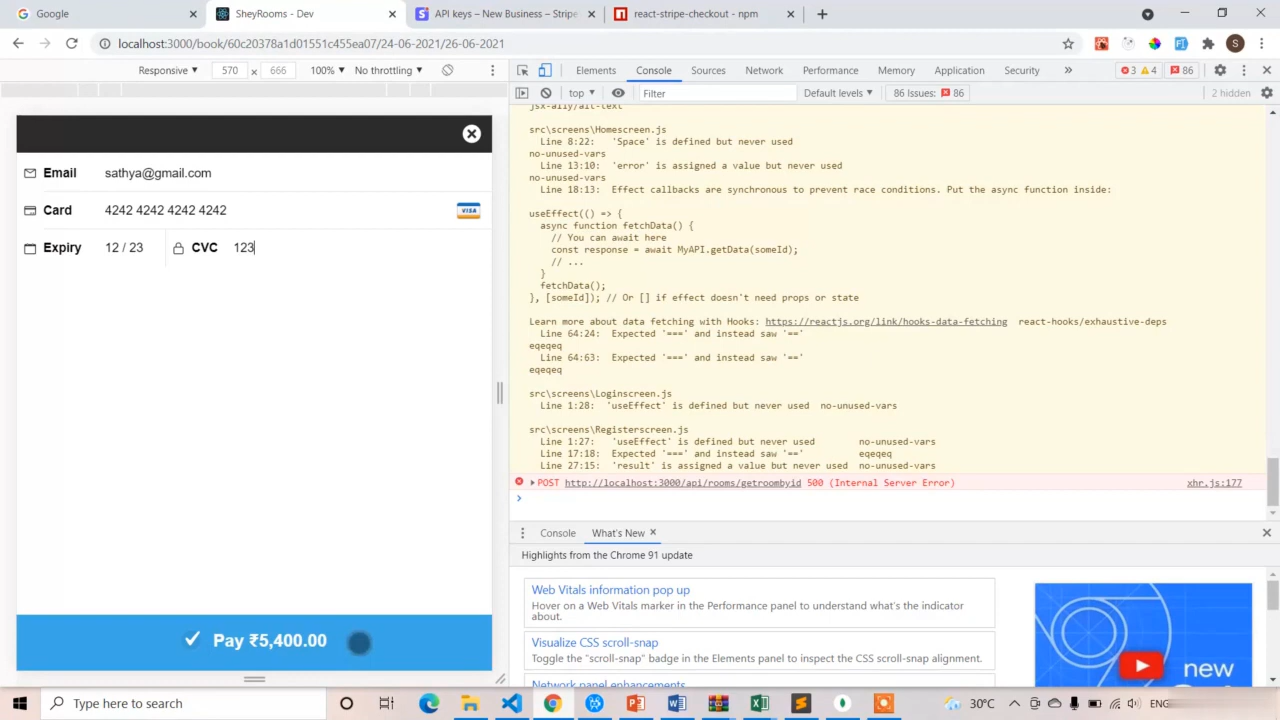 Google
SheyRooms - Dev
API keys – New Business – Stripe
react-stripe-checkout - npm
localhost:3000/book/60c20378a1d01551c455ea07/24-06-2021/26-06-2021
S
Responsive 570 x 666 100% No throttling
Elements Console Sources Network Performance Memory Application Security » 3 4 86
top Filter Default levels 86 Issues: 86 2 hidden
Email sathya@gmail.com
Card 4242 4242 4242 4242 VISA
Expiry 12 / 23 CVC 123
Pay ₹5,400.00
jsx-a11y/alt-text
src\screens\Homescreen.js
Line 8:22: 'Space' is defined but never used
no-unused-vars
Line 13:10: 'error' is assigned a value but never used
no-unused-vars
Line 18:13: Effect callbacks are synchronous to prevent race conditions. Put the async function inside:
useEffect(() => {
async function fetchData() {
// You can await here
const response = await MyAPI.getData(someId);
// ...
}
fetchData();
}, [someId]); // Or [] if effect doesn't need props or state
Learn more about data fetching with Hooks: https://reactjs.org/link/hooks-data-fetching react-hooks/exhaustive-deps
Line 64:24: Expected '===' and instead saw '=='
eqeqeq
Line 64:63: Expected '===' and instead saw '=='
eqeqeq
src\screens\Loginscreen.js
Line 1:28: 'useEffect' is defined but never used no-unused-vars
src\screens\Registerscreen.js
Line 1:27: 'useEffect' is defined but never used no-unused-vars
Line 17:18: Expected '===' and instead saw '==' eqeqeq
Line 27:15: 'result' is assigned a value but never used no-unused-vars
POST http://localhost:3000/api/rooms/getroombyid 500 (Internal Server Error) xhr.js:177
Console What's New
Highlights from the Chrome 91 update
Web Vitals information pop up
Hover on a Web Vitals marker in the Performance panel to understand what's the indicator
about.
Visualize CSS scroll-snap
Toggle the "scroll-snap" badge in the Elements panel to inspect the CSS scroll-snap alignment.
Network panel enhancements
new
Type here to search
30°C
ENG